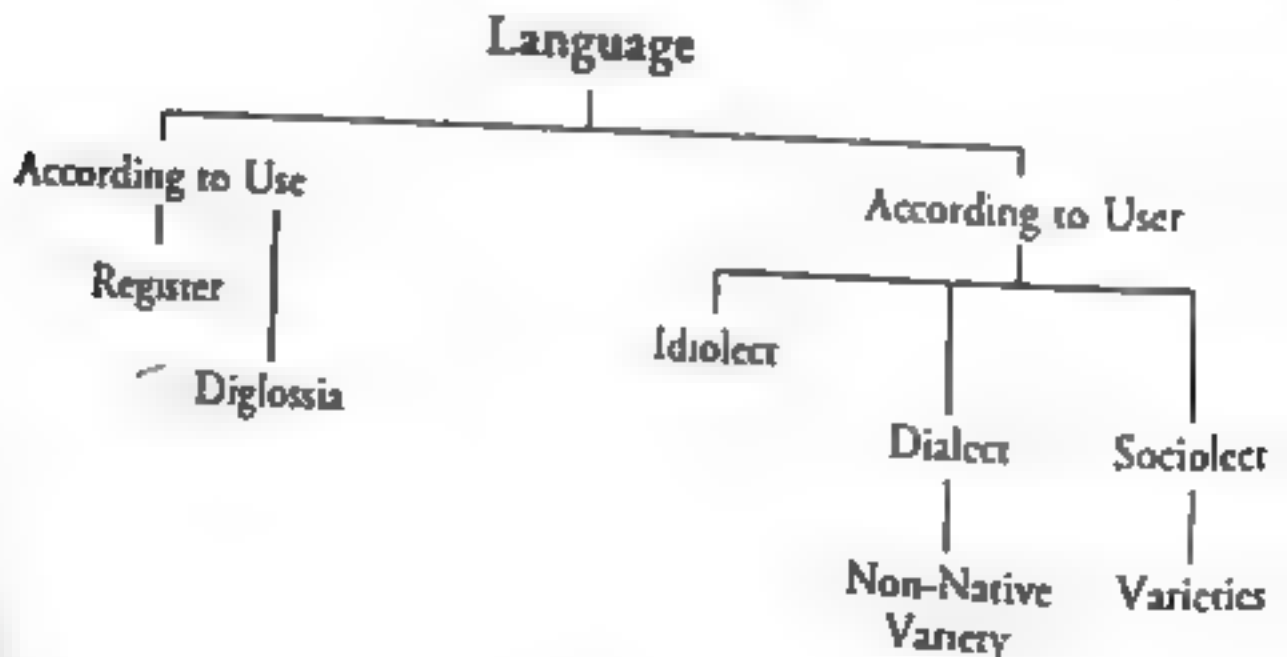 Language
According to Use
According to User
Register
Idiolect
Diglossia
Dialect
Sociolect
Non-Native
Variety
Varieties